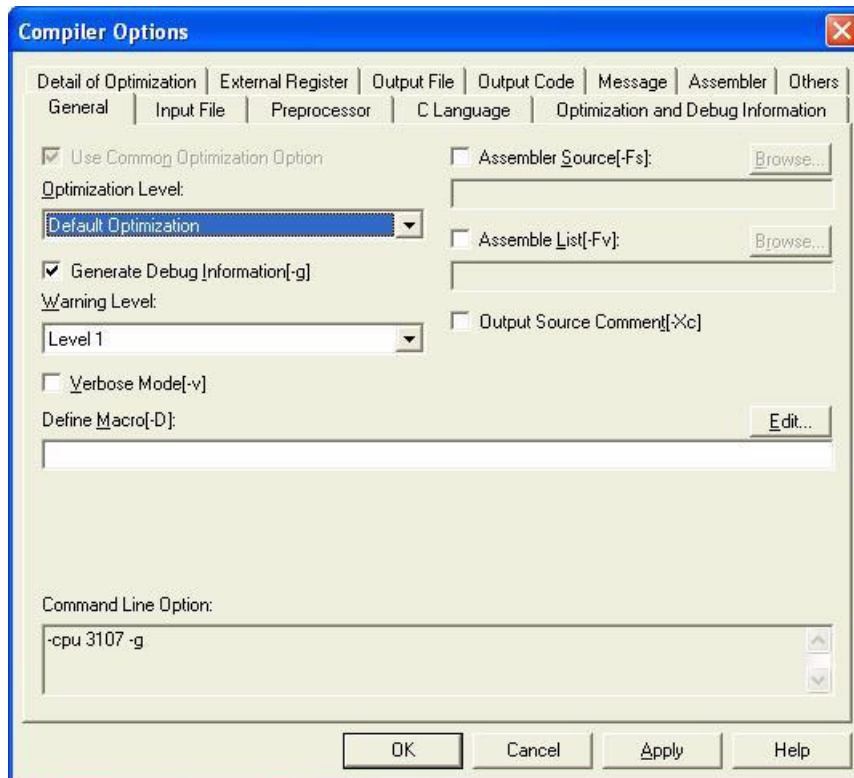 Compiler Options
Detail of Optimization External Register Output File Output Code Message Assembler Others
General Input File Preprocessor C Language Optimization and Debug Information
Use Common Optimization Option
Optimization Level:
Default Optimization
Generate Debug Information[-g]
Warning Level:
Level 1
Verbose Mode[-v]
Assembler Source[-Fs]: Browse...
Assemble List[-Fv]: Browse...
Output Source Comment[-Xc]
Define Macro[-D]: Edit...
Command Line Option:
-cpu 3107 -g
OK Cancel Apply Help